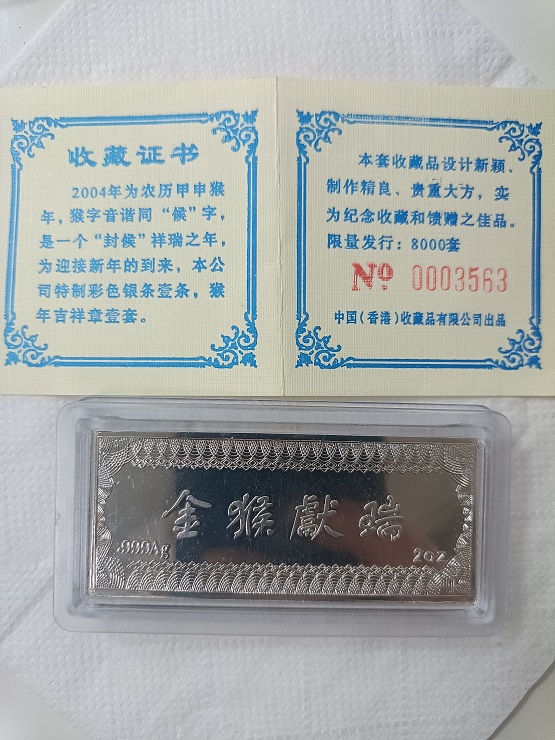 收藏证书
2004年为农历甲申猴
年，猴字音谐同“候”字，
是一个“封候”祥瑞之年，
为迎接新年的到来，本公
司特制彩色银条壹条，猴
年吉祥章壹套。
本套收藏品设计新颖、
制作精良、贵重大方，实
为纪念收藏和馈赠之佳品。
限量发行：8000套
№ 0003563
中国(香港)收藏品有限公司出品
金猴獻瑞
.999Ag
2oz